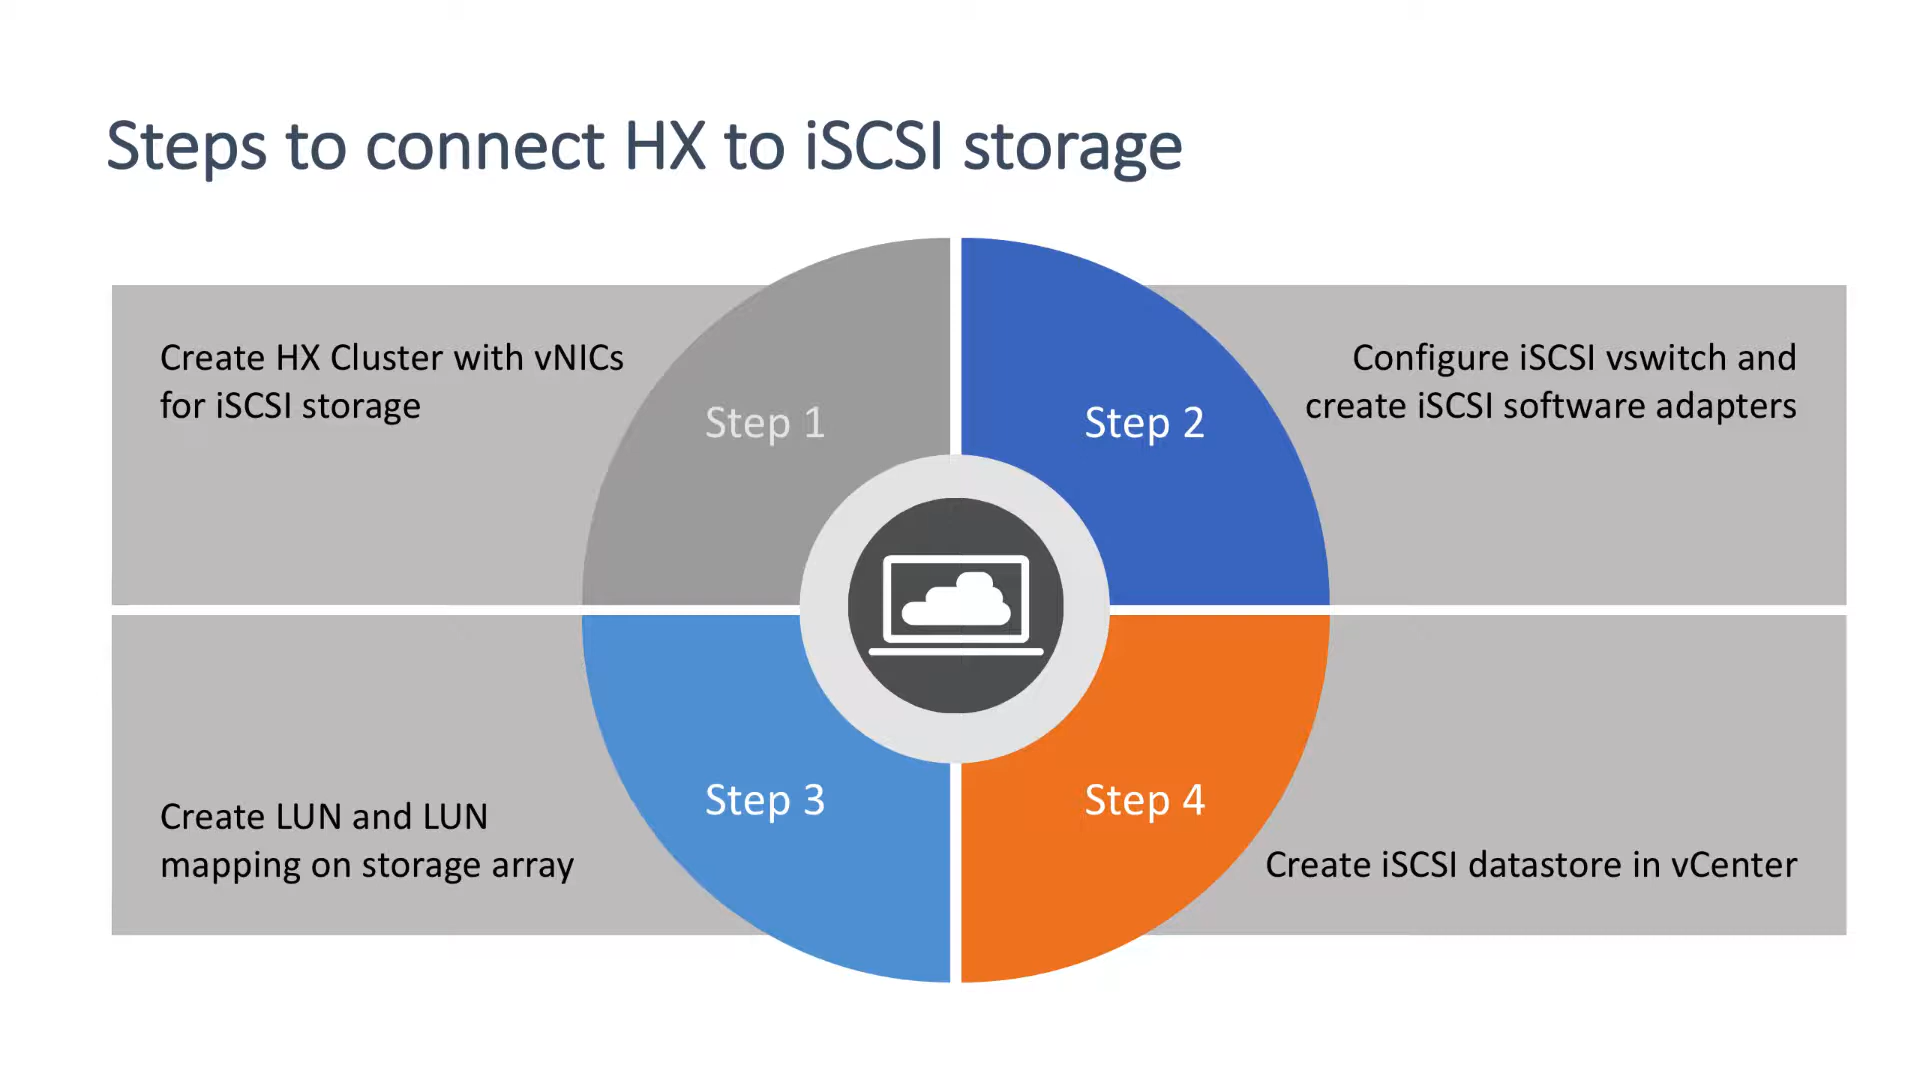 Steps to connect HX to iSCSI storage
Create HX Cluster with vNICs
for iSCSI storage
Step 1
Step 2
Configure iSCSI vswitch and
create iSCSI software adapters
Create LUN and LUN
mapping on storage array
Step 3
Step 4
Create iSCSI datastore in vCenter